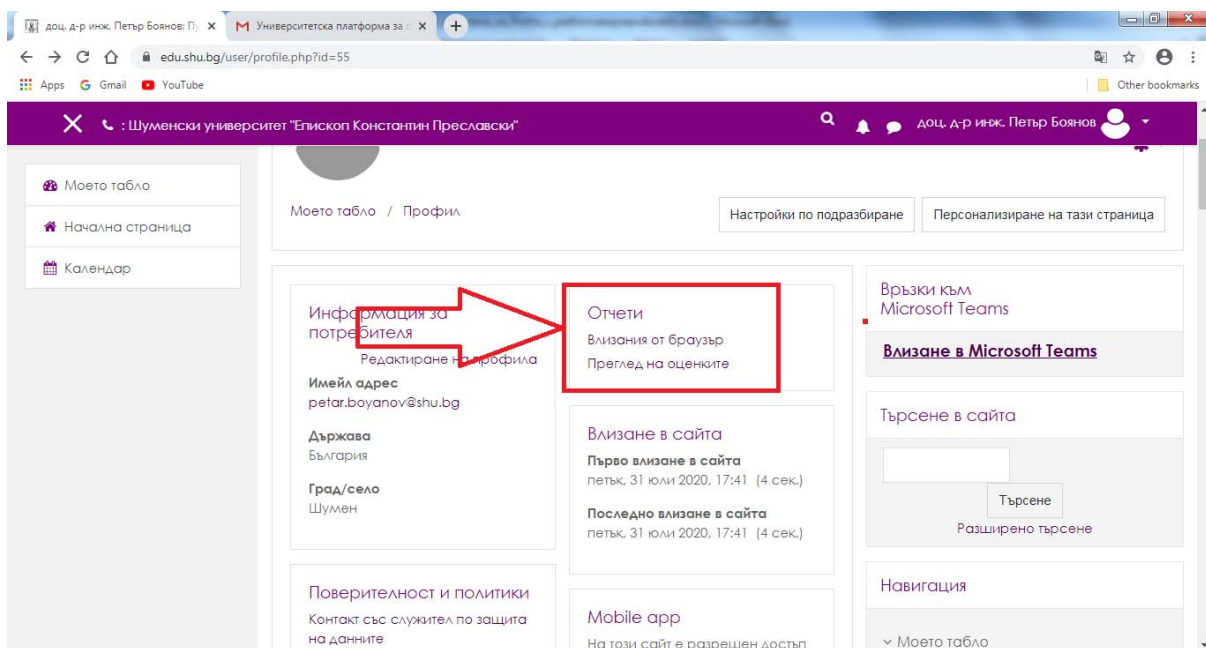 доц. д-р инж. Петър Боянов: П
Университетска платформа за
edu.shu.bg/user/profile.php?id=55
Apps Gmail YouTube Other bookmarks
: Шуменски университет "Епископ Константин Преславски" доц. д-р инж. Петър Боянов
Моето табло
Начална страница
Календар
Моето табло / Профил
Настройки по подразбиране
Персонализиране на тази страница
Информация за
потребителя
Редактиране на профила
Имейл адрес
petar.boyanov@shu.bg
Държава
България
Град/село
Шумен
Поверителност и политики
Контакт със служител по защита
на данните
Отчети
Влизания от браузър
Преглед на оценките
Влизане в сайта
Първо влизане в сайта
петък, 31 юли 2020, 17:41 (4 сек.)
Последно влизане в сайта
петък, 31 юли 2020, 17:41 (4 сек.)
Mobile app
На този сайт е разрешен достъп
Връзки към
Microsoft Teams
Влизане в Microsoft Teams
Търсене в сайта
Търсене
Разширено търсене
Навигация
Моето табло